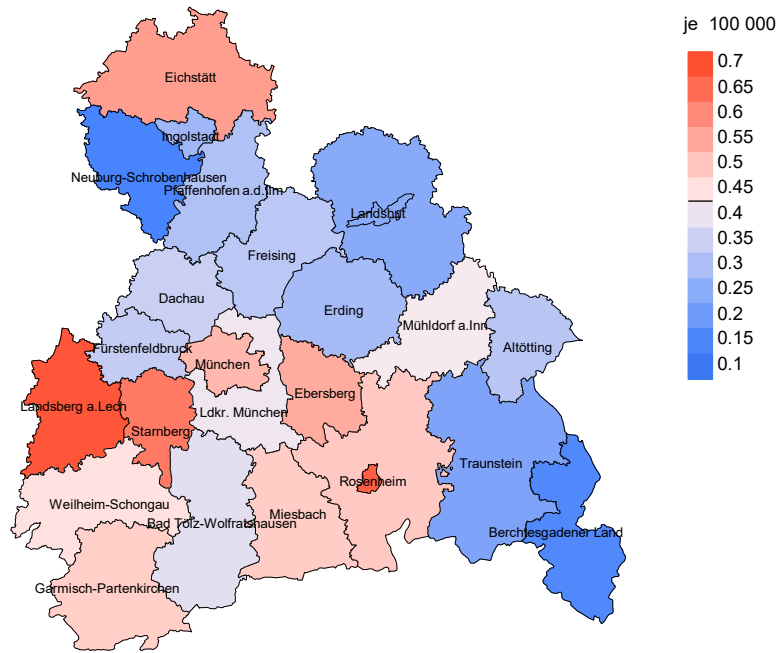 je 100 000
0.7
0.65
0.6
0.55
0.5
0.45
0.4
0.35
0.3
0.25
0.2
0.15
0.1
Eichstätt
Ingolstadt
Neuburg-Schrobenhausen
Pfaffenhofen a.d.Ilm
Landshut
Freising
Dachau
Erding
Mühldorf a.Inn
Altötting
Fürstenfeldbruck
München
Ebersberg
Landsberg a.Lech
Ldkr. München
Starnberg
Traunstein
Rosenheim
Weilheim-Schongau
Miesbach
Bad Tölz-Wolfratshausen
Berchtesgadener Land
Garmisch-Partenkirchen